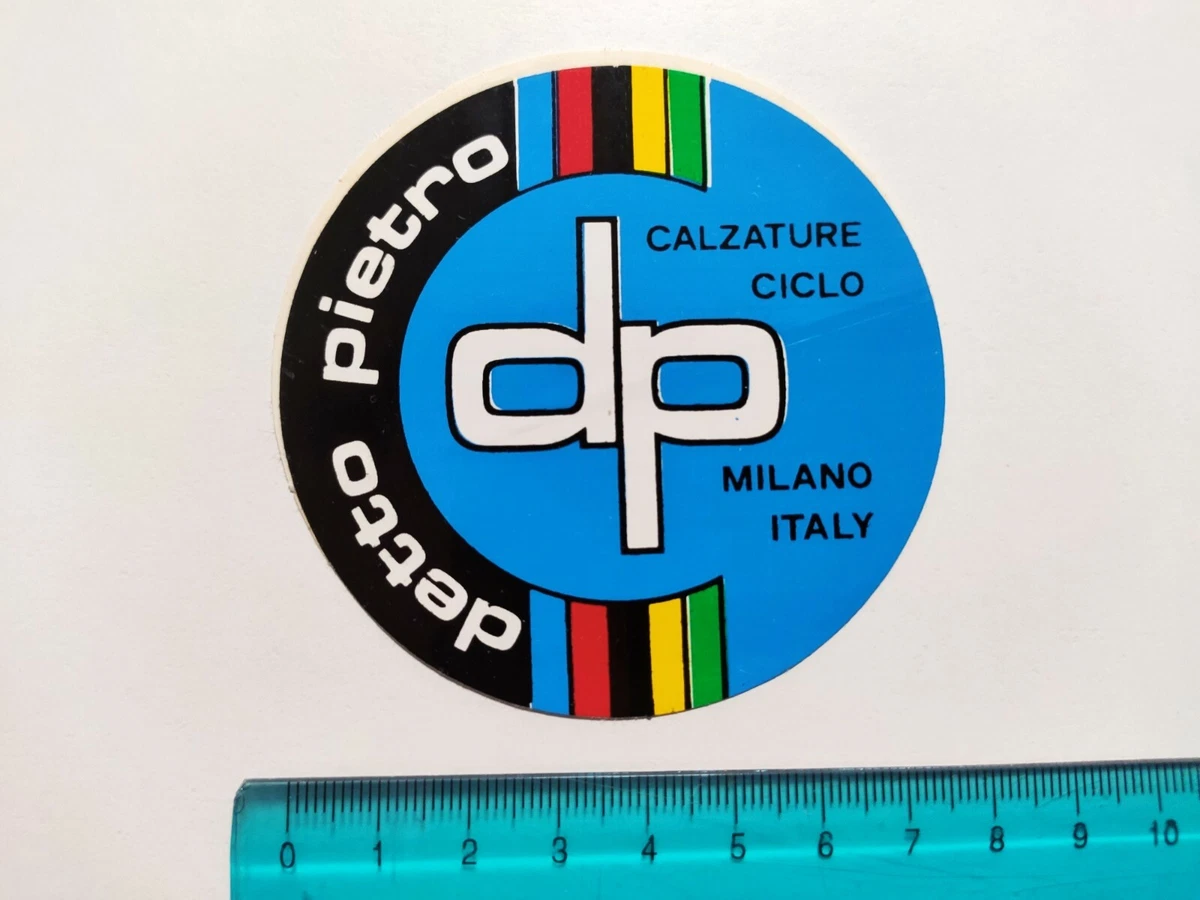 detto pietro
CALZATURE
CICLO
dp
MILANO
ITALY
0 1 2 3 4 5 6 7 8 9 10